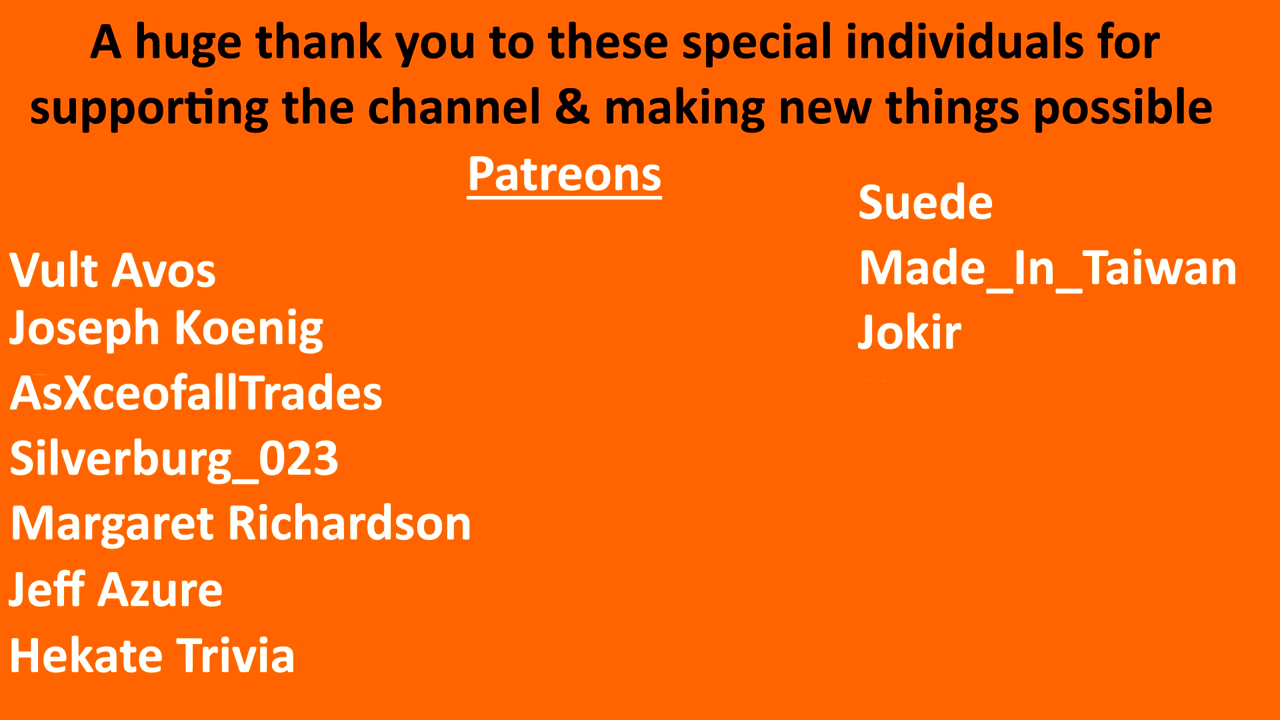 A huge thank you to these special individuals for
supporting the channel & making new things possible
Patreons
Vult Avos
Joseph Koenig
AsXceofallTrades
Silverburg_023
Margaret Richardson
Jeff Azure
Hekate Trivia
Suede
Made_In_Taiwan
Jokir